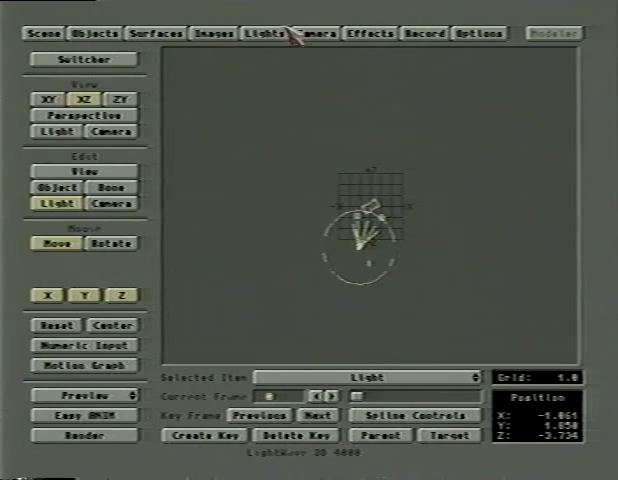 Scene Objects Surfaces Images Lights Camera Effects Record Options Modeler
Switcher
View
XY XZ ZY
Perspective
Light Camera
Edit
View
Object Bone
Light Camera
Mouse
Move Rotate
X Y Z
Reset Center
Numeric Input
Motion Graph
Preview
Easy ANIM
Render
Selected Item Light
Current Frame
Key Frame Previous Next Spline Controls
Create Key Delete Key Parent Target
Grid: 1.0
Position
X: -1.061
Y: 1.850
Z: -3.734
LightWave 3D 4000